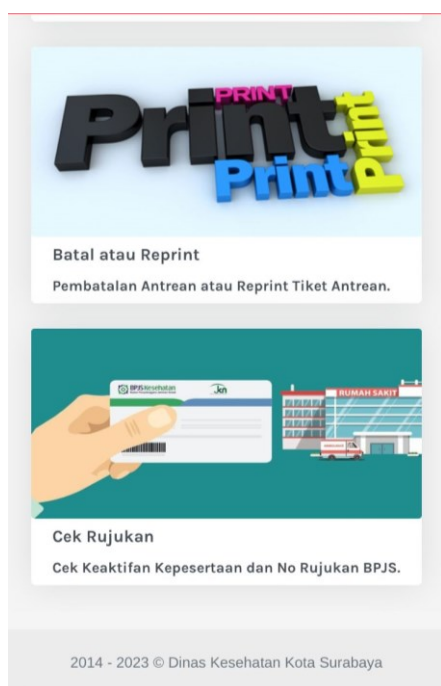 PRINT
Print
Print
Print
Batal atau Reprint
Pembatalan Antrean atau Reprint Tiket Antrean.
BPJS Kesehatan
RUMAH SAKIT
Cek Rujukan
Cek Keaktifan Kepesertaan dan No Rujukan BPJS.
2014 - 2023 © Dinas Kesehatan Kota Surabaya